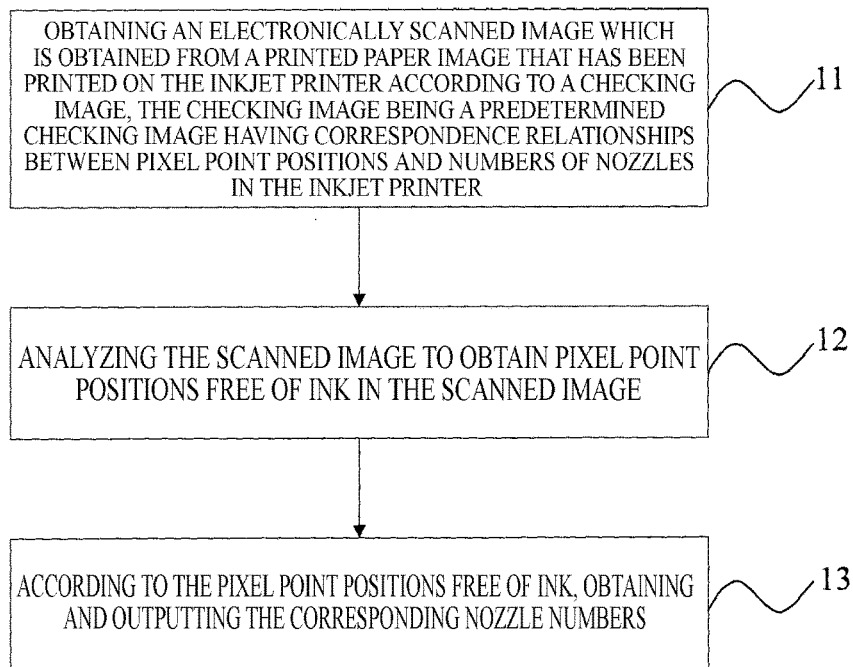 OBTAINING AN ELECTRONICALLY SCANNED IMAGE WHICH
IS OBTAINED FROM A PRINTED PAPER IMAGE THAT HAS BEEN
PRINTED ON THE INKJET PRINTER ACCORDING TO A CHECKING
IMAGE, THE CHECKING IMAGE BEING A PREDETERMINED
CHECKING IMAGE HAVING CORRESPONDENCE RELATIONSHIPS
BETWEEN PIXEL POINT POSITIONS AND NUMBERS OF NOZZLES
IN THE INKJET PRINTER
11
ANALYZING THE SCANNED IMAGE TO OBTAIN PIXEL POINT
POSITIONS FREE OF INK IN THE SCANNED IMAGE
12
ACCORDING TO THE PIXEL POINT POSITIONS FREE OF INK, OBTAINING
AND OUTPUTTING THE CORRESPONDING NOZZLE NUMBERS
13